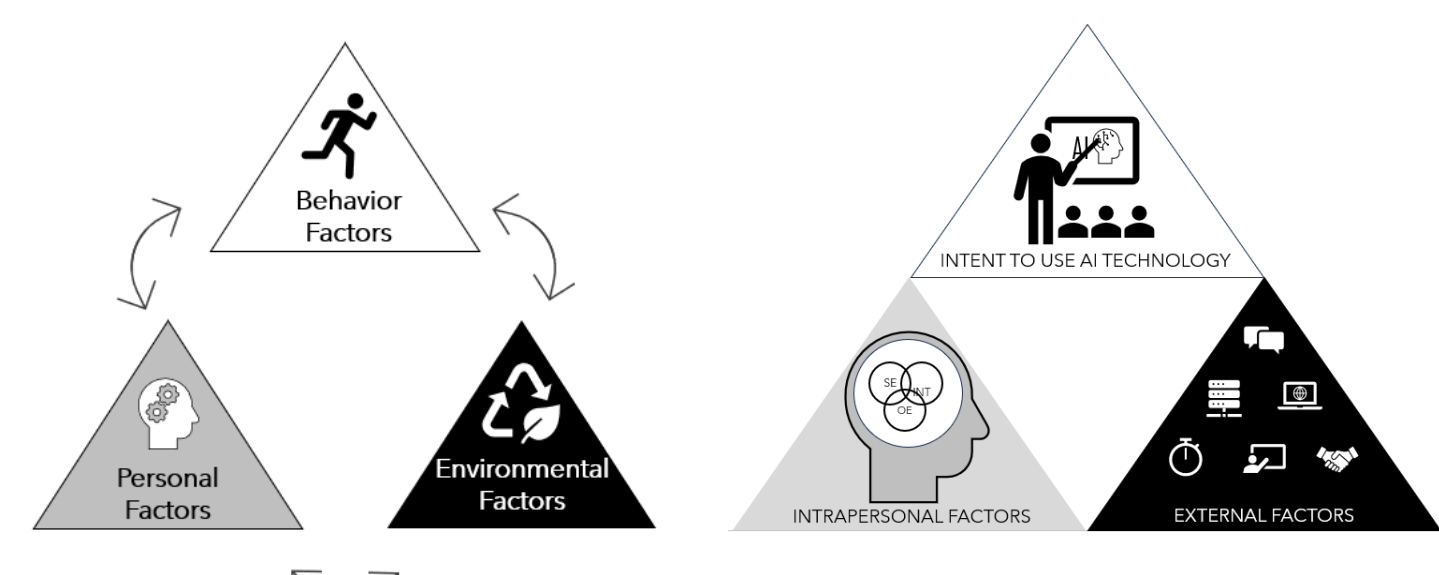 Behavior
Factors
Personal
Factors
Environmental
Factors
AI
INTENT TO USE AI TECHNOLOGY
SE
INT
OE
INTRAPERSONAL FACTORS
EXTERNAL FACTORS